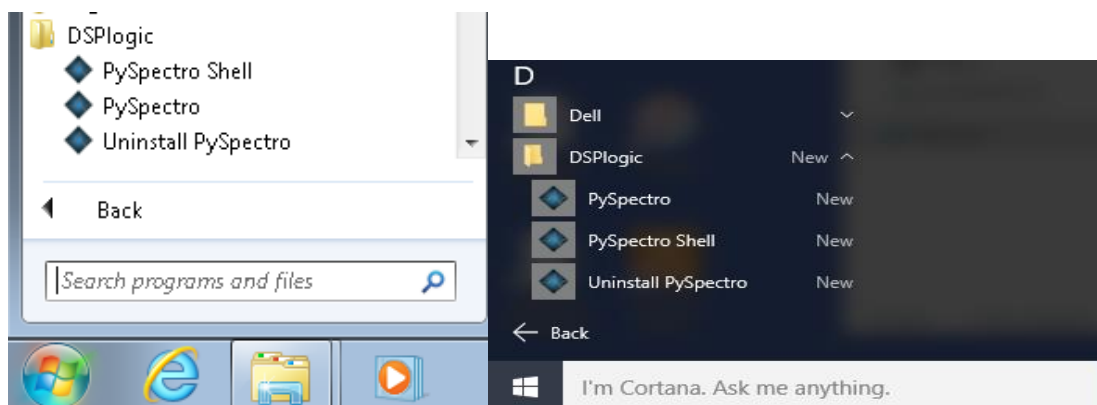 DSPlogic
PySpectro Shell
PySpectro
Uninstall PySpectro
Back
Search programs and files
D
Dell
DSPlogic New
PySpectro New
PySpectro Shell New
Uninstall PySpectro New
Back
I'm Cortana. Ask me anything.